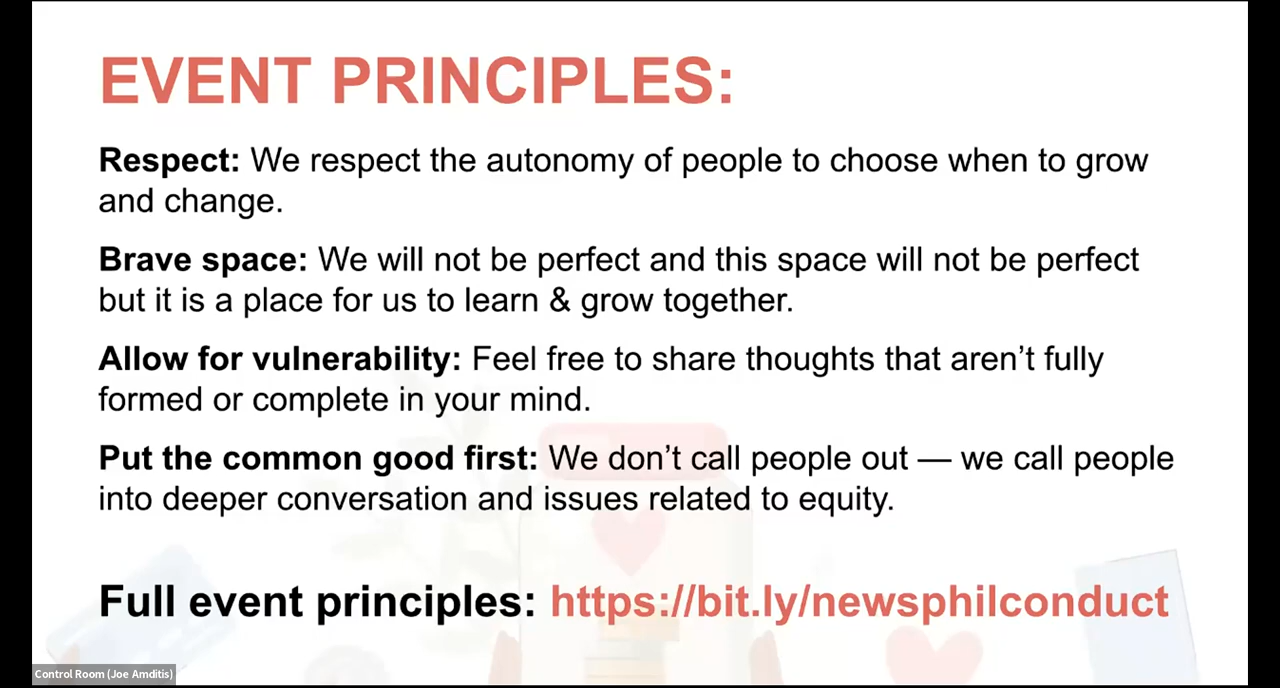 EVENT PRINCIPLES:
Respect: We respect the autonomy of people to choose when to grow
and change.
Brave space: We will not be perfect and this space will not be perfect
but it is a place for us to learn & grow together.
Allow for vulnerability: Feel free to share thoughts that aren’t fully
formed or complete in your mind.
Put the common good first: We don’t call people out — we call people
into deeper conversation and issues related to equity.
Full event principles: https://bit.ly/newsphilconduct
Control Room (Joe Amditis)